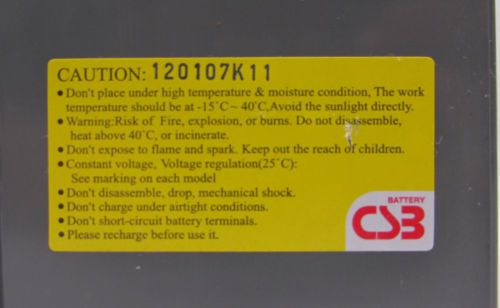 CAUTION: 120107K11
• Don't place under high temperature & moisture condition, The work
temperature should be at -15˚C~ 40˚C,Avoid the sunlight directly.
• Warning:Risk of Fire, explosion, or burns. Do not disassemble,
heat above 40˚C, or incinerate.
• Don't expose to flame and spark. Keep out the reach of children.
• Constant voltage, Voltage regulation(25˚C):
See marking on each model
• Don't disassemble, drop, mechanical shock.
• Don't charge under airtight conditions.
• Don't short-circuit battery terminals.
• Please recharge before use it.
BATTERY
CSB